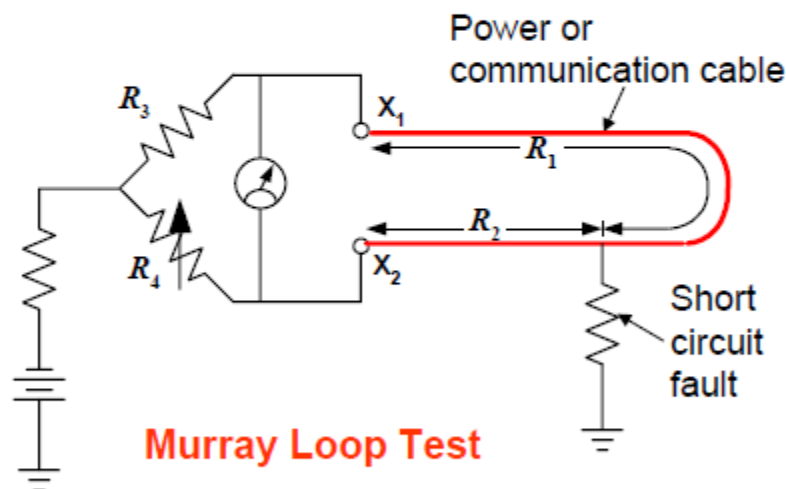 Power or
communication cable
R3
X1
R1
R2
R4
X2
Short
circuit
fault
Murray Loop Test